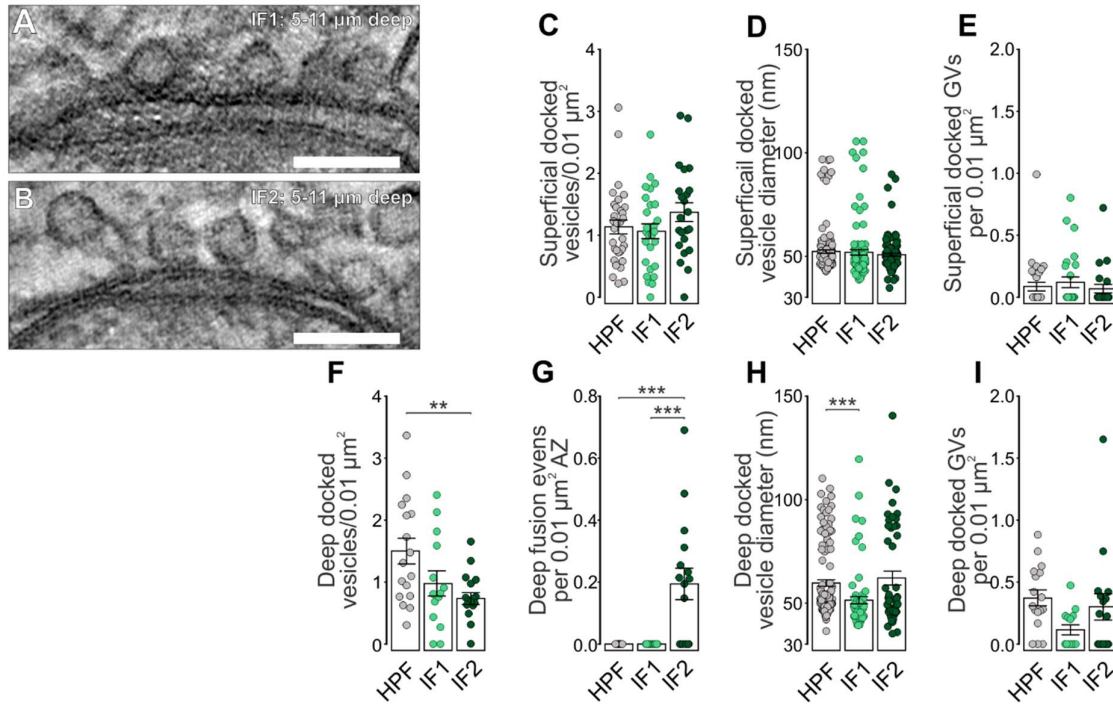 A
IF1; 5-11 µm deep
B
IF2; 5-11 µm deep
C
Superficial docked
vesicles/0.01 µm²
4
3
2
1
0
HPF
IF1
IF2
D
Superficail docked
vesicle diameter (nm)
150
100
50
30
HPF
IF1
IF2
E
Superficial docked GVs
per 0.01 µm²
2.0
1.5
1.0
0.5
0.0
HPF
IF1
IF2
F
Deep docked
vesicles/0.01 µm²
4
3
2
1
0
**
HPF
IF1
IF2
G
Deep fusion evens
per 0.01 µm² AZ
0.8
0.6
0.4
0.2
0.0
***
***
HPF
IF1
IF2
H
Deep docked
vesicle diameter (nm)
150
100
50
30
***
HPF
IF1
IF2
I
Deep docked GVs
per 0.01 µm²
2.0
1.5
1.0
0.5
0.0
HPF
IF1
IF2